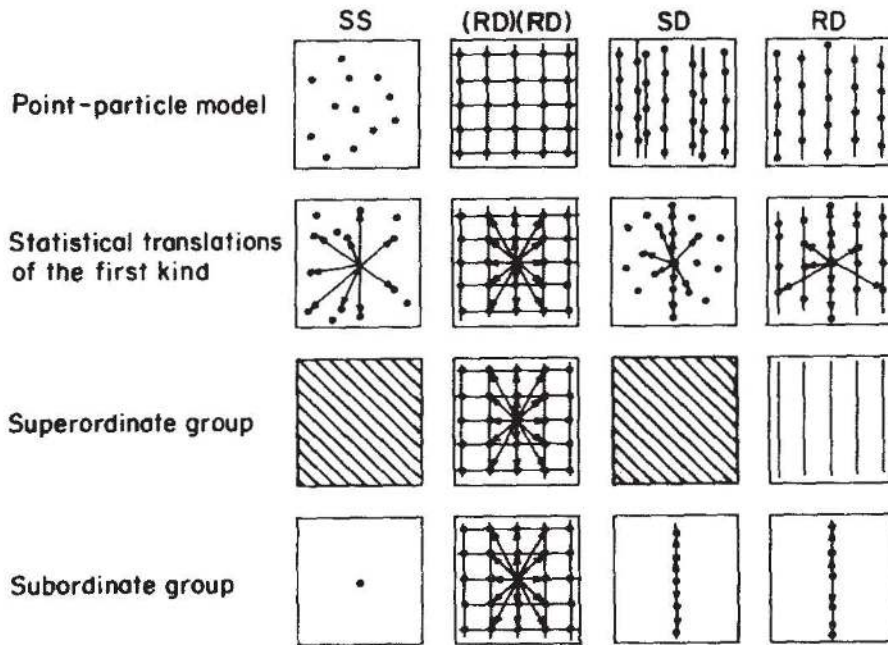 SS (RD)(RD) SD RD
Point-particle model
Statistical translations
of the first kind
Superordinate group
Subordinate group